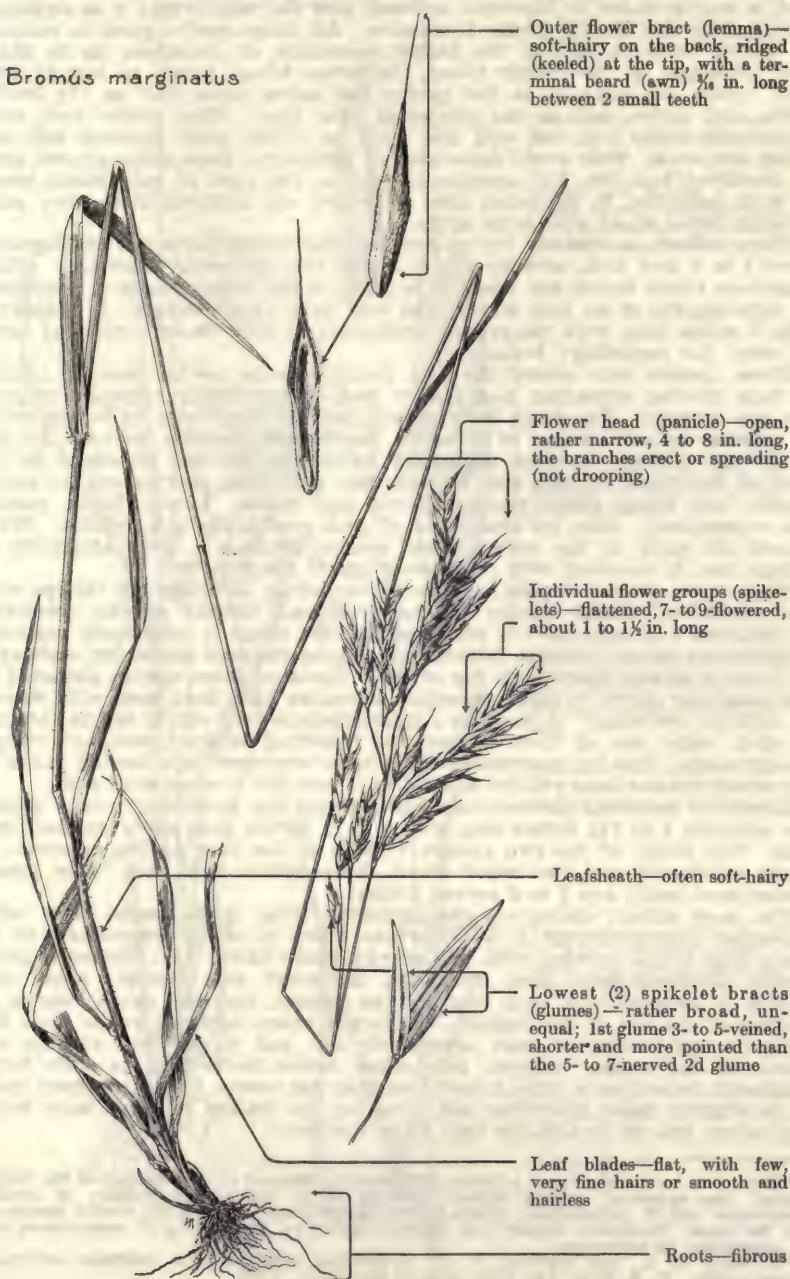 Bromús marginatus
Outer flower bract (lemma)—
soft-hairy on the back, ridged
(keeled) at the tip, with a ter-
minal beard (awn) 3/16 in. long
between 2 small teeth
Flower head (panicle)—open,
rather narrow, 4 to 8 in. long,
the branches erect or spreading
(not drooping)
Individual flower groups (spike-
lets)—flattened, 7- to 9-flowered,
about 1 to 1½ in. long
Leafsheath—often soft-hairy
Lowest (2) spikelet bracts
(glumes)—rather broad, un-
equal; 1st glume 3- to 5-veined,
shorter and more pointed than
the 5- to 7-nerved 2d glume
Leaf blades—flat, with few,
very fine hairs or smooth and
hairless
Roots—fibrous